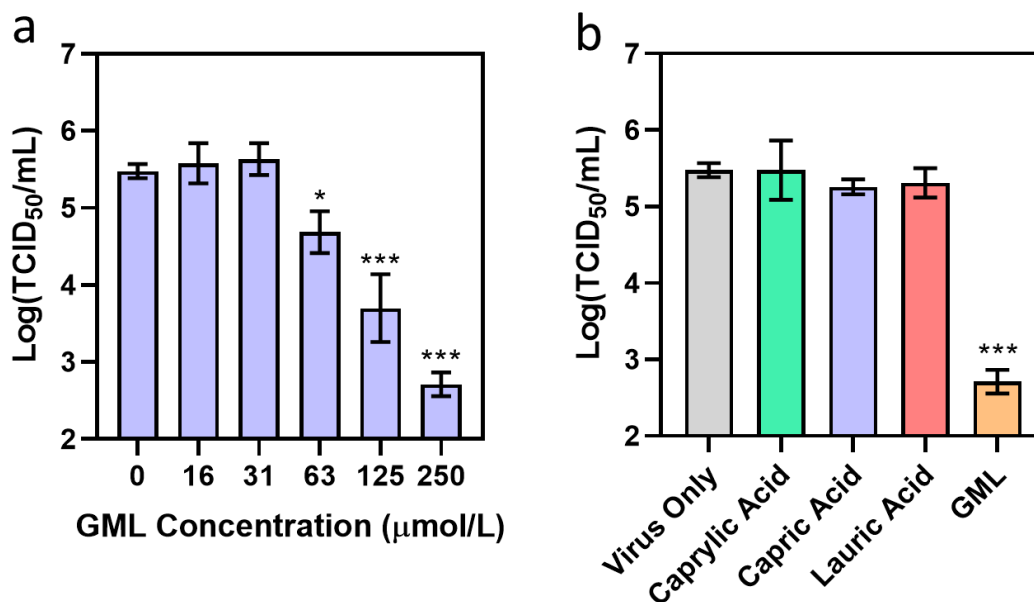 a
Log(TCID50/mL)
7
6
5
4
3
2
*
***
***
0 16 31 63 125 250
GML Concentration (μmol/L)
b
Log(TCID50/mL)
7
6
5
4
3
2
***
Virus Only
Caprylic Acid
Capric Acid
Lauric Acid
GML